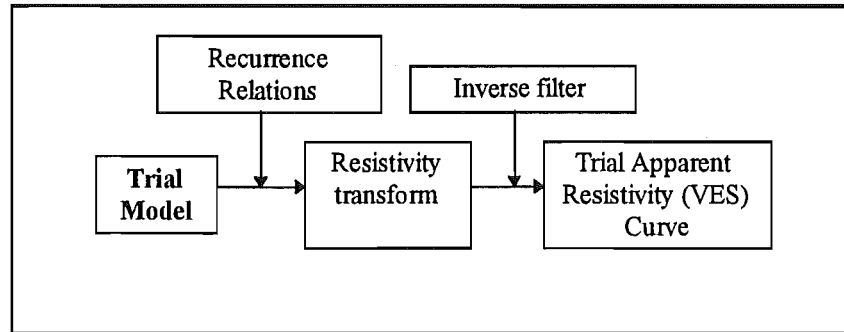 Recurrence
Relations
Inverse filter
Trial
Model
Resistivity
transform
Trial Apparent
Resistivity (VES)
Curve